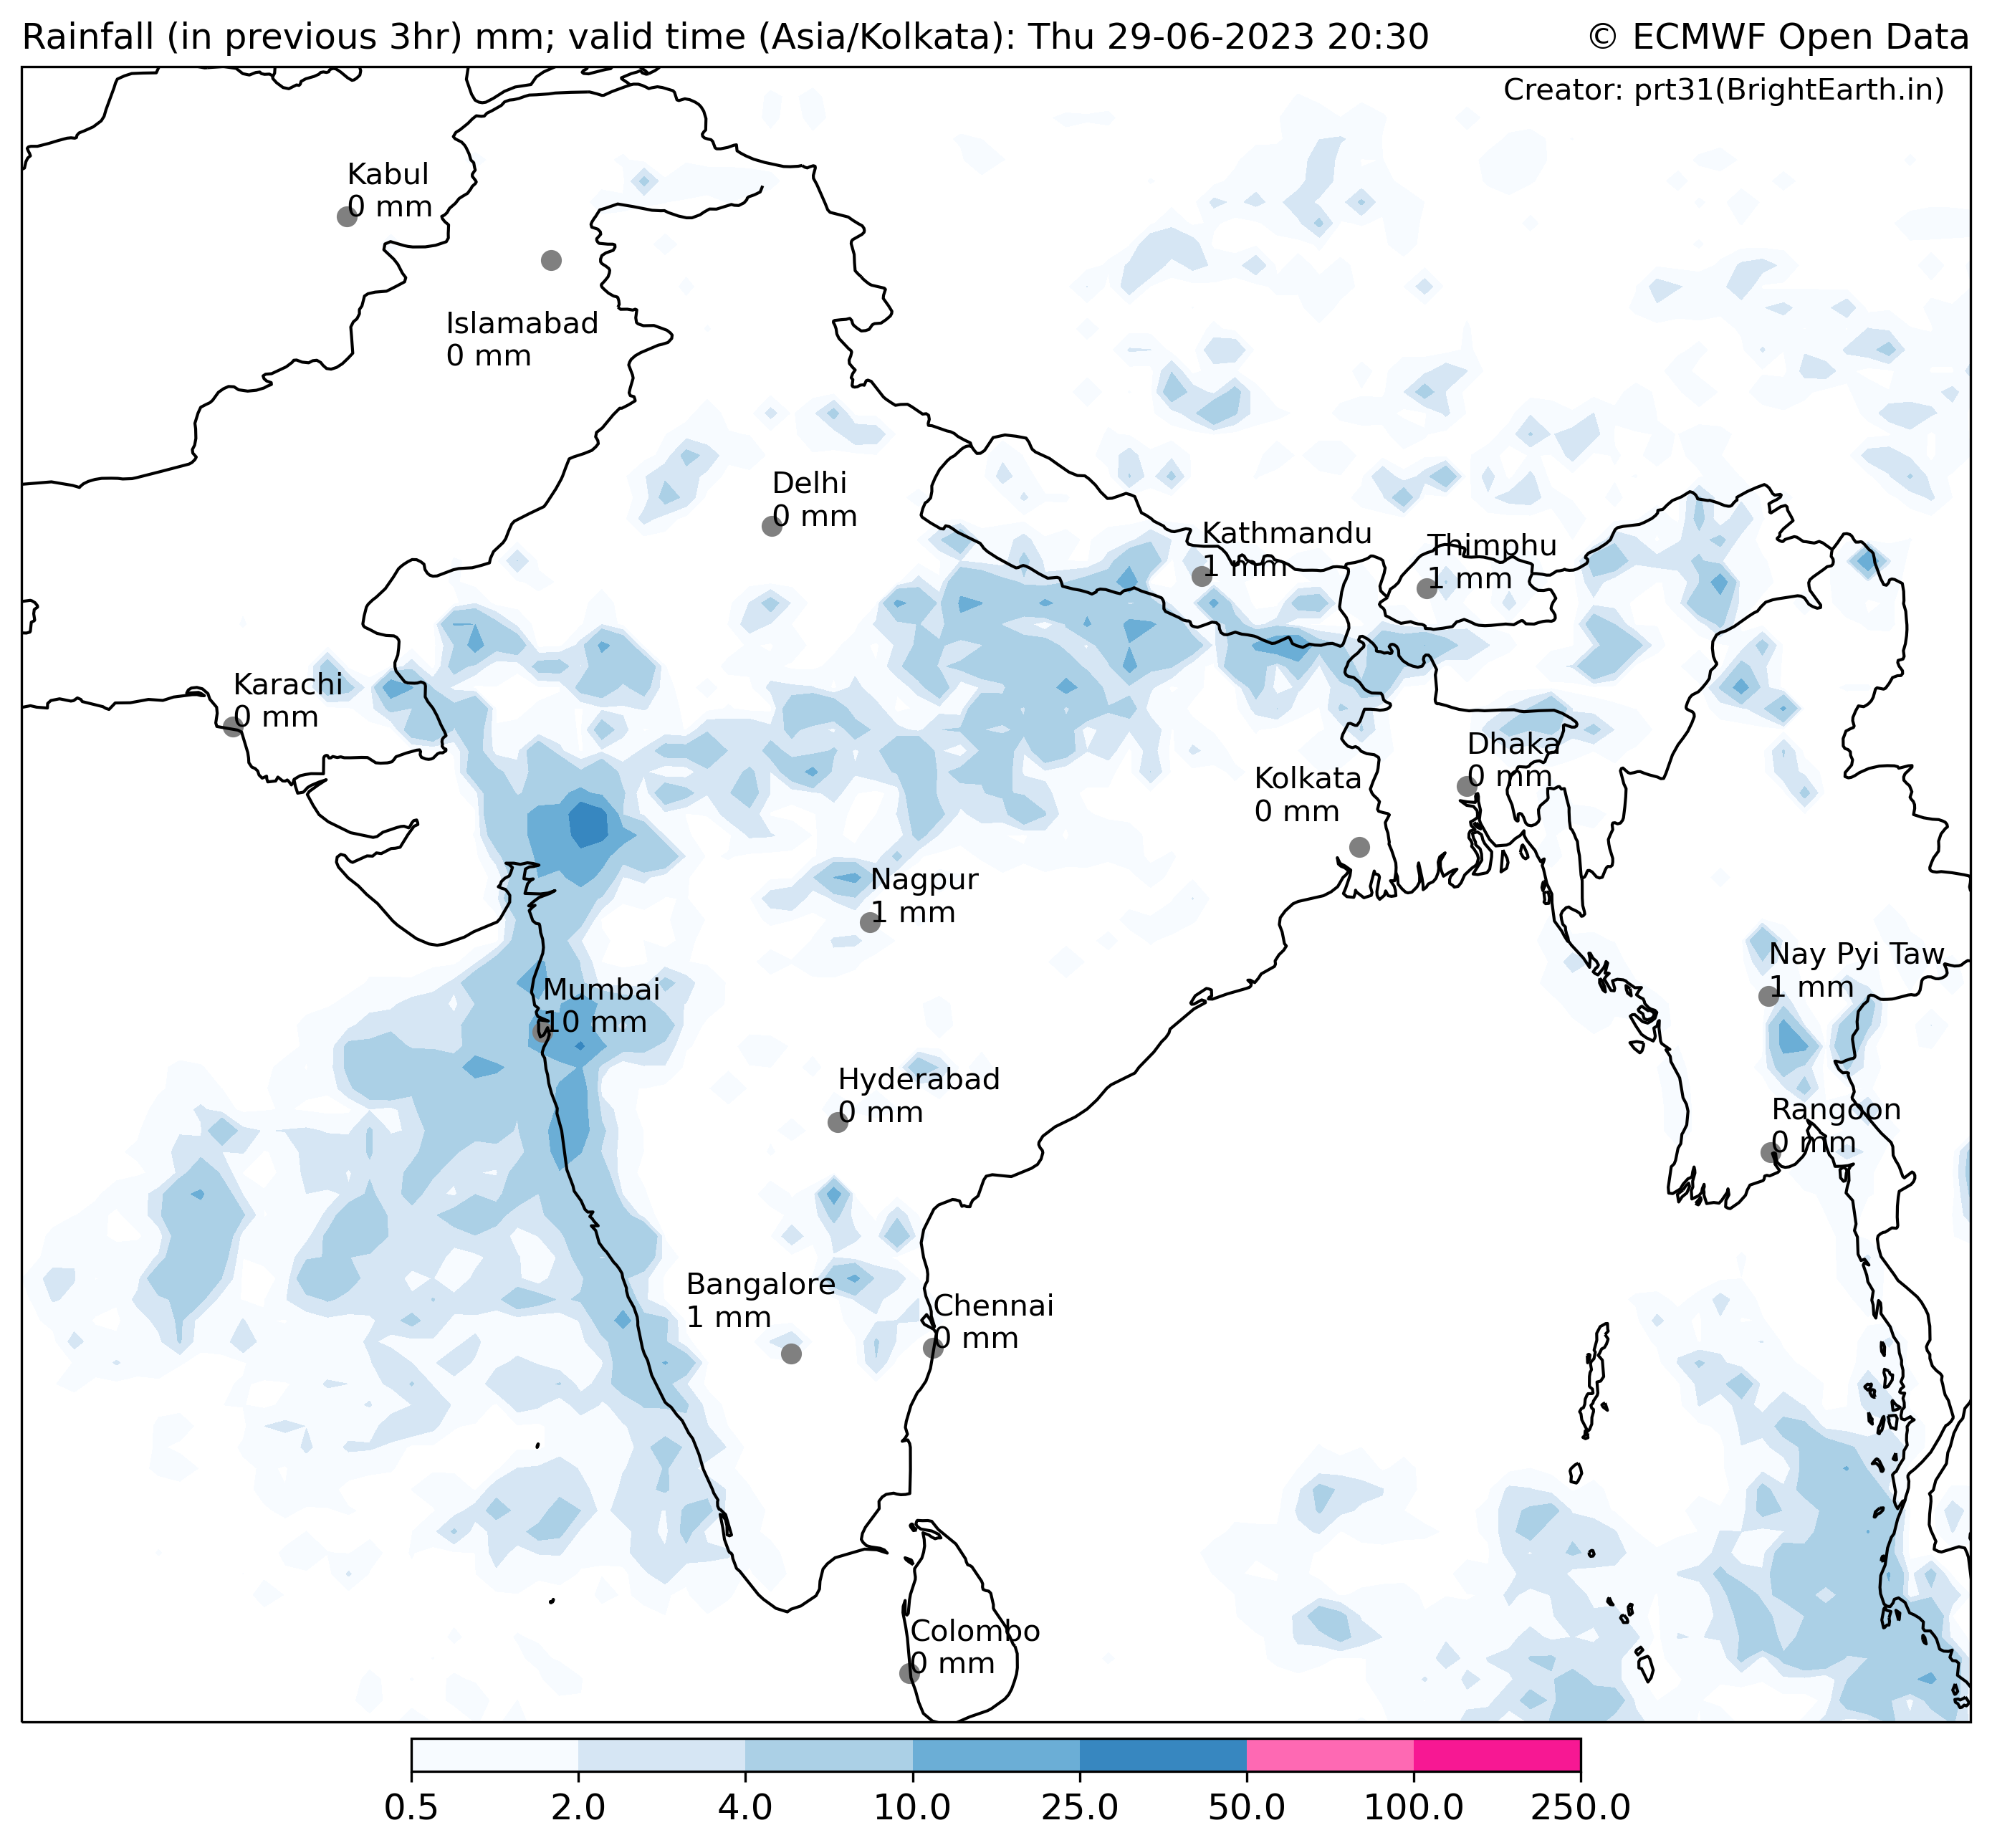 Rainfall (in previous 3hr) mm; valid time (Asia/Kolkata): Thu 29-06-2023 20:30
© ECMWF Open Data
Creator: prt31(BrightEarth.in)
Kabul
0 mm
Islamabad
0 mm
Delhi
0 mm
Kathmandu
1 mm
Thimphu
1 mm
Karachi
0 mm
Dhaka
0 mm
Kolkata
0 mm
Nagpur
1 mm
Nay Pyi Taw
1 mm
Mumbai
10 mm
Hyderabad
0 mm
Rangoon
0 mm
Bangalore
1 mm
Chennai
0 mm
Colombo
0 mm
0.5 2.0 4.0 10.0 25.0 50.0 100.0 250.0